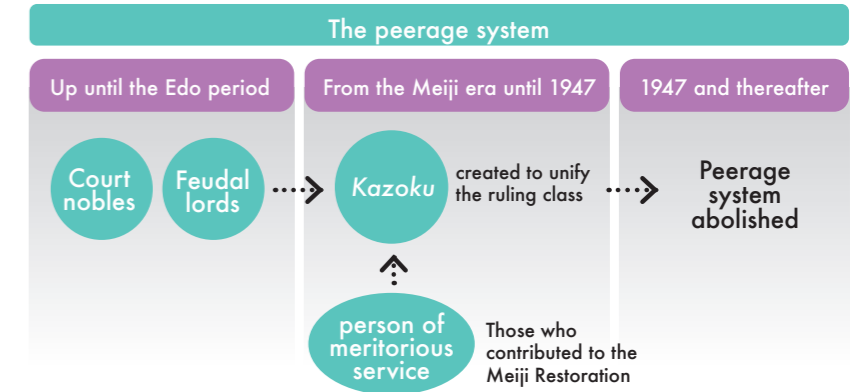 The peerage system
Up until the Edo period
From the Meiji era until 1947
1947 and thereafter
Court
nobles
Feudal
lords
Kazoku
created to unify
the ruling class
Peerage
system
abolished
person of
meritorious
service
Those who
contributed to the
Meiji Restoration